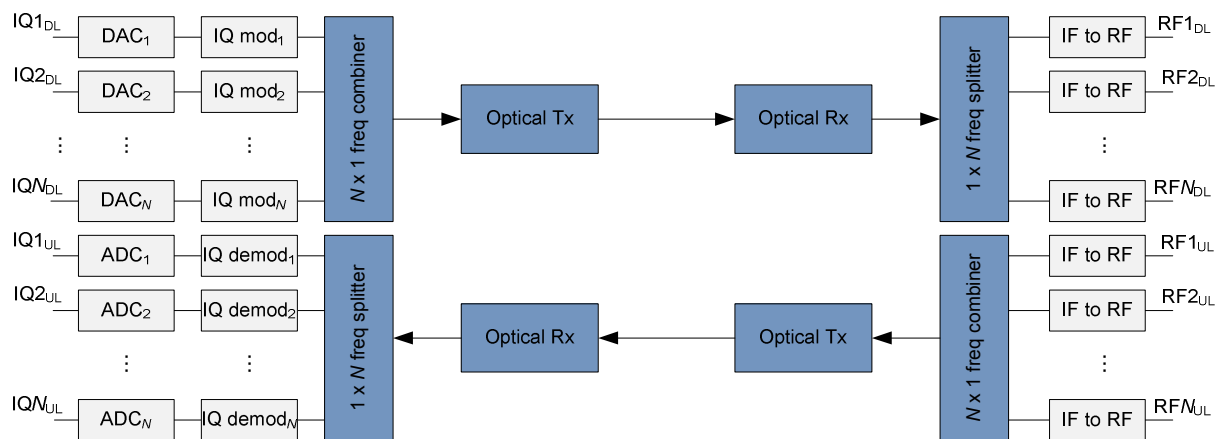 IQ1DL DAC1 IQ mod1 IF to RF RF1DL
IQ2DL DAC2 IQ mod2 IF to RF RF2DL
N x 1 freq combiner Optical Tx Optical Rx 1 x N freq splitter
⋮ ⋮ ⋮ ⋮
IQNDL DACN IQ modN IF to RF RFNDL
IQ1UL ADC1 IQ demod1 IF to RF RF1UL
IQ2UL ADC2 IQ demod2 IF to RF RF2UL
1 x N freq splitter Optical Rx Optical Tx N x 1 freq combiner
⋮ ⋮ ⋮
IQNUL ADCN IQ demodN IF to RF RFNUL